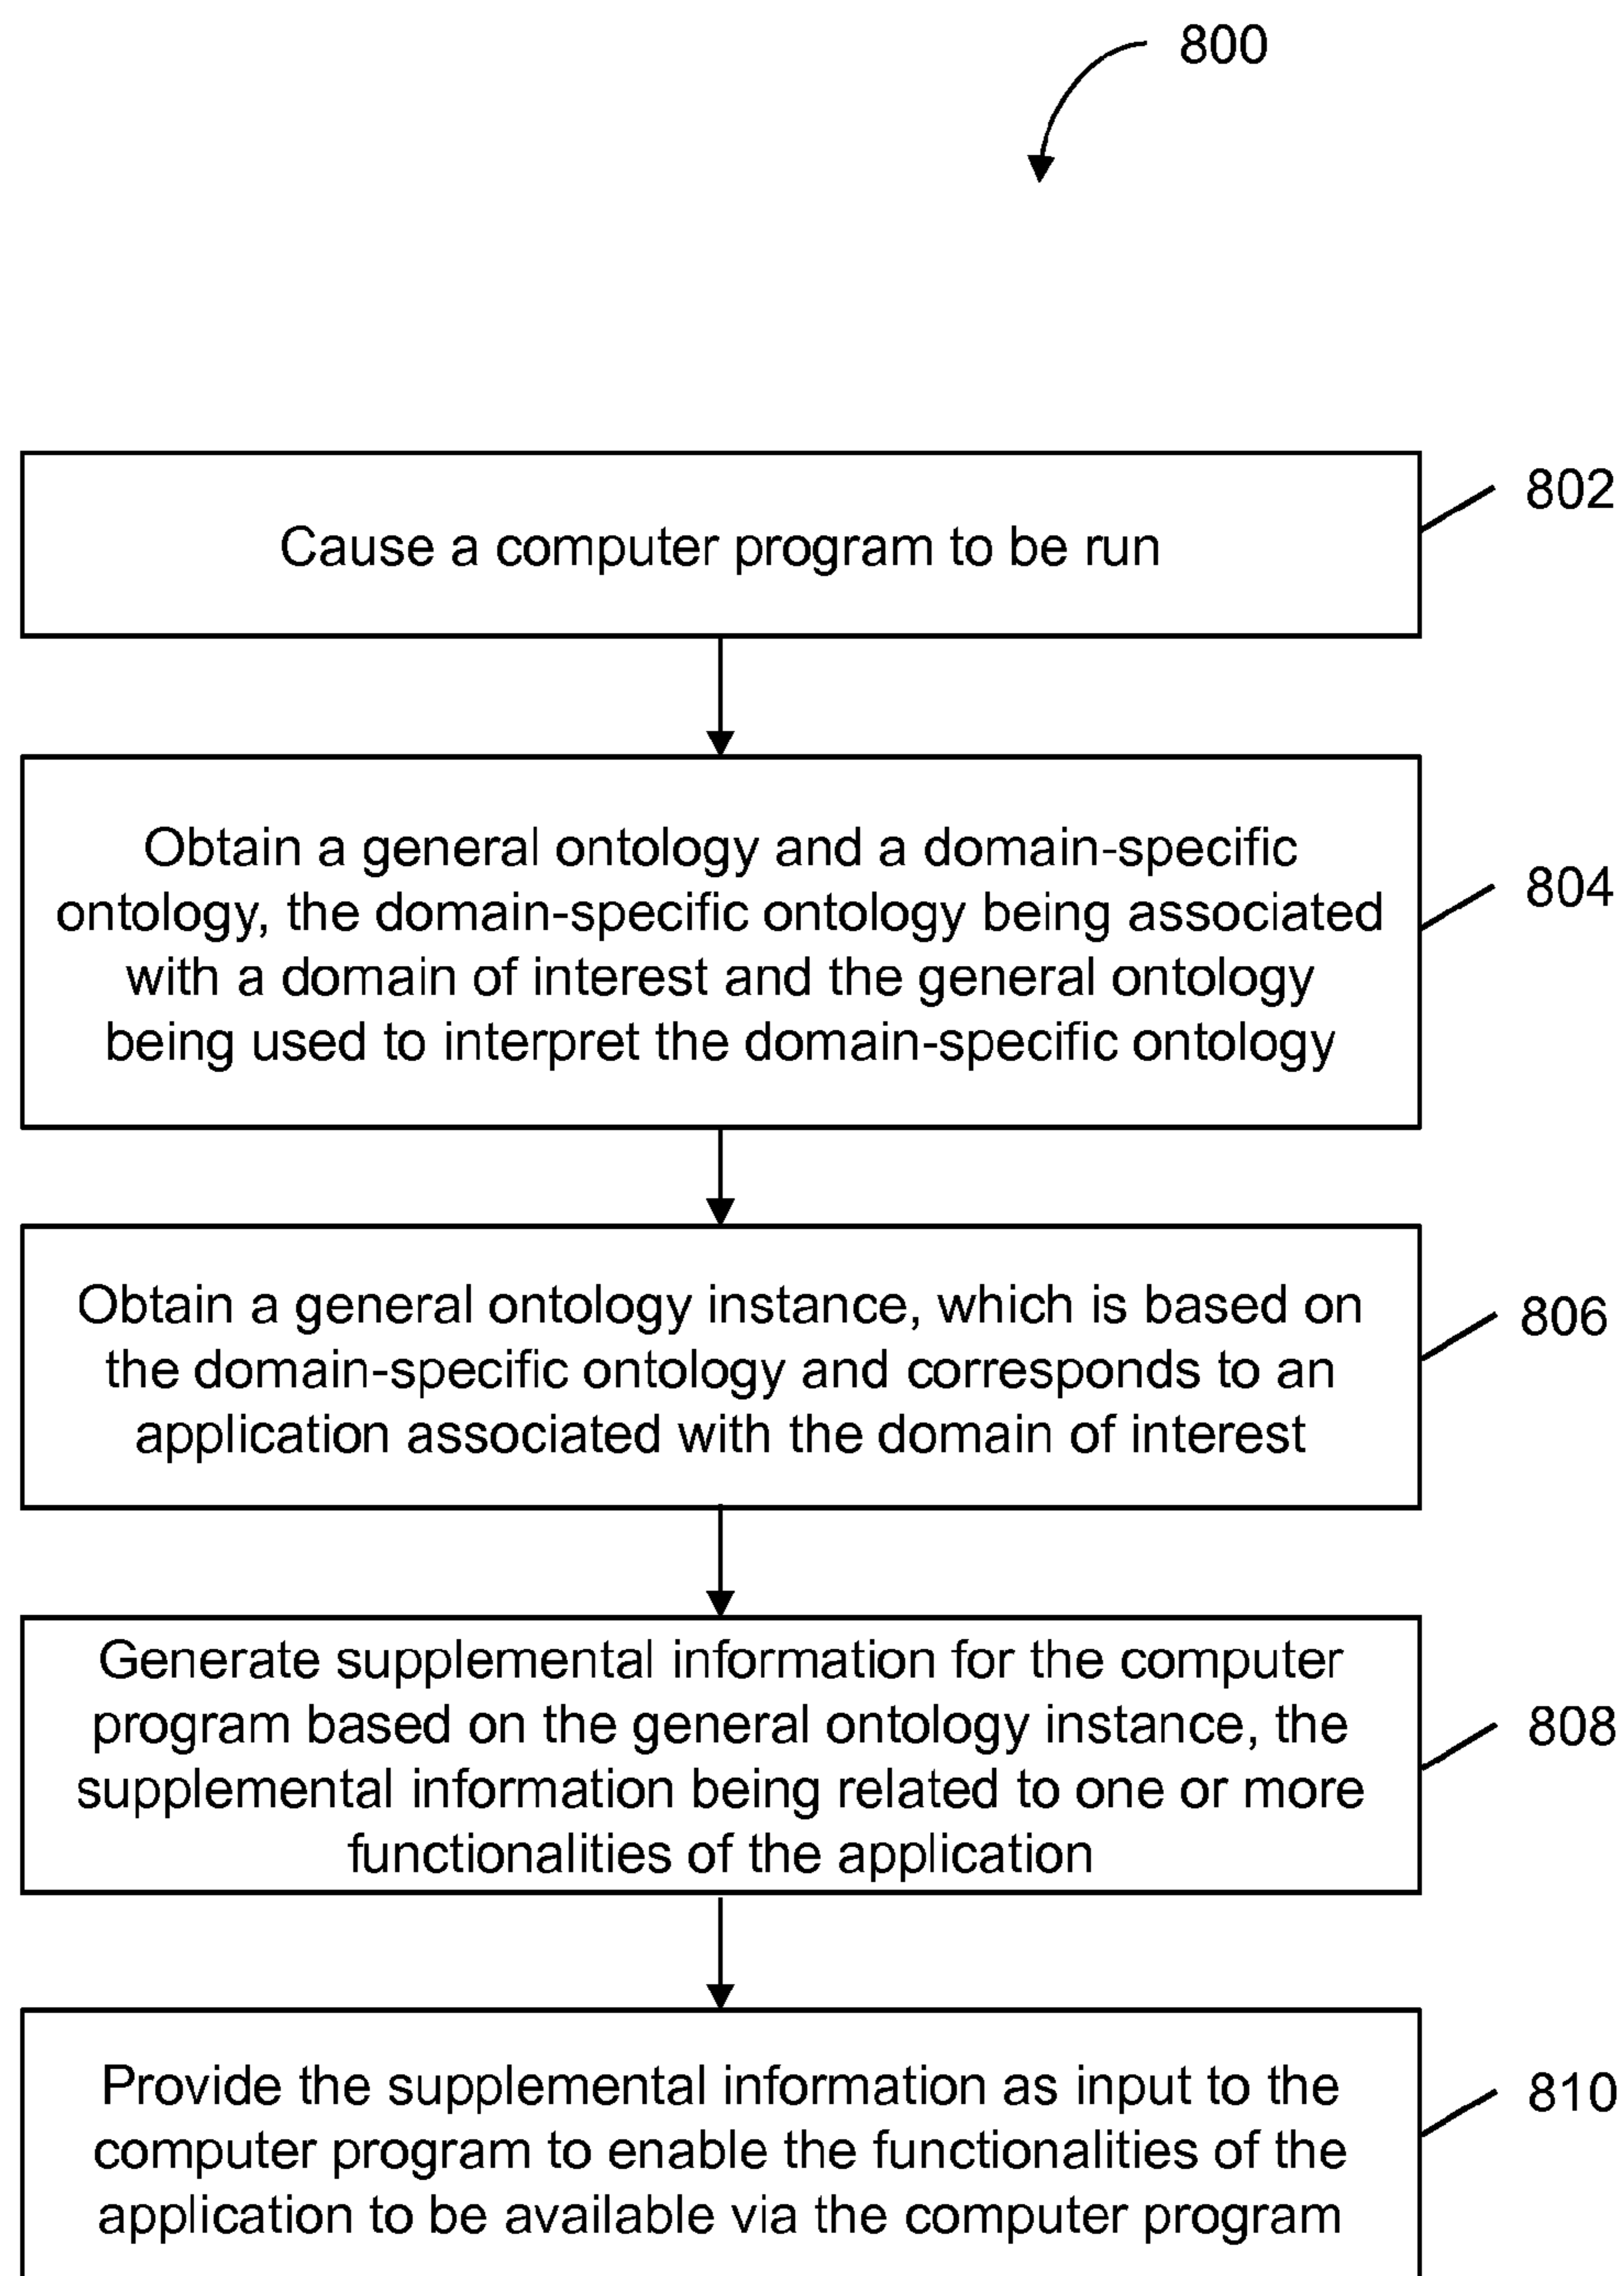 800
Cause a computer program to be run
802
Obtain a general ontology and a domain-specific
ontology, the domain-specific ontology being associated
with a domain of interest and the general ontology
being used to interpret the domain-specific ontology
804
Obtain a general ontology instance, which is based on
the domain-specific ontology and corresponds to an
application associated with the domain of interest
806
Generate supplemental information for the computer
program based on the general ontology instance, the
supplemental information being related to one or more
functionalities of the application
808
Provide the supplemental information as input to the
computer program to enable the functionalities of the
application to be available via the computer program
810